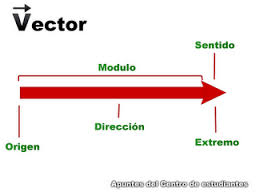 Vector
Sentido
Modulo
Dirección
Origen
Extremo
Apuntes del Centro de estudiantes